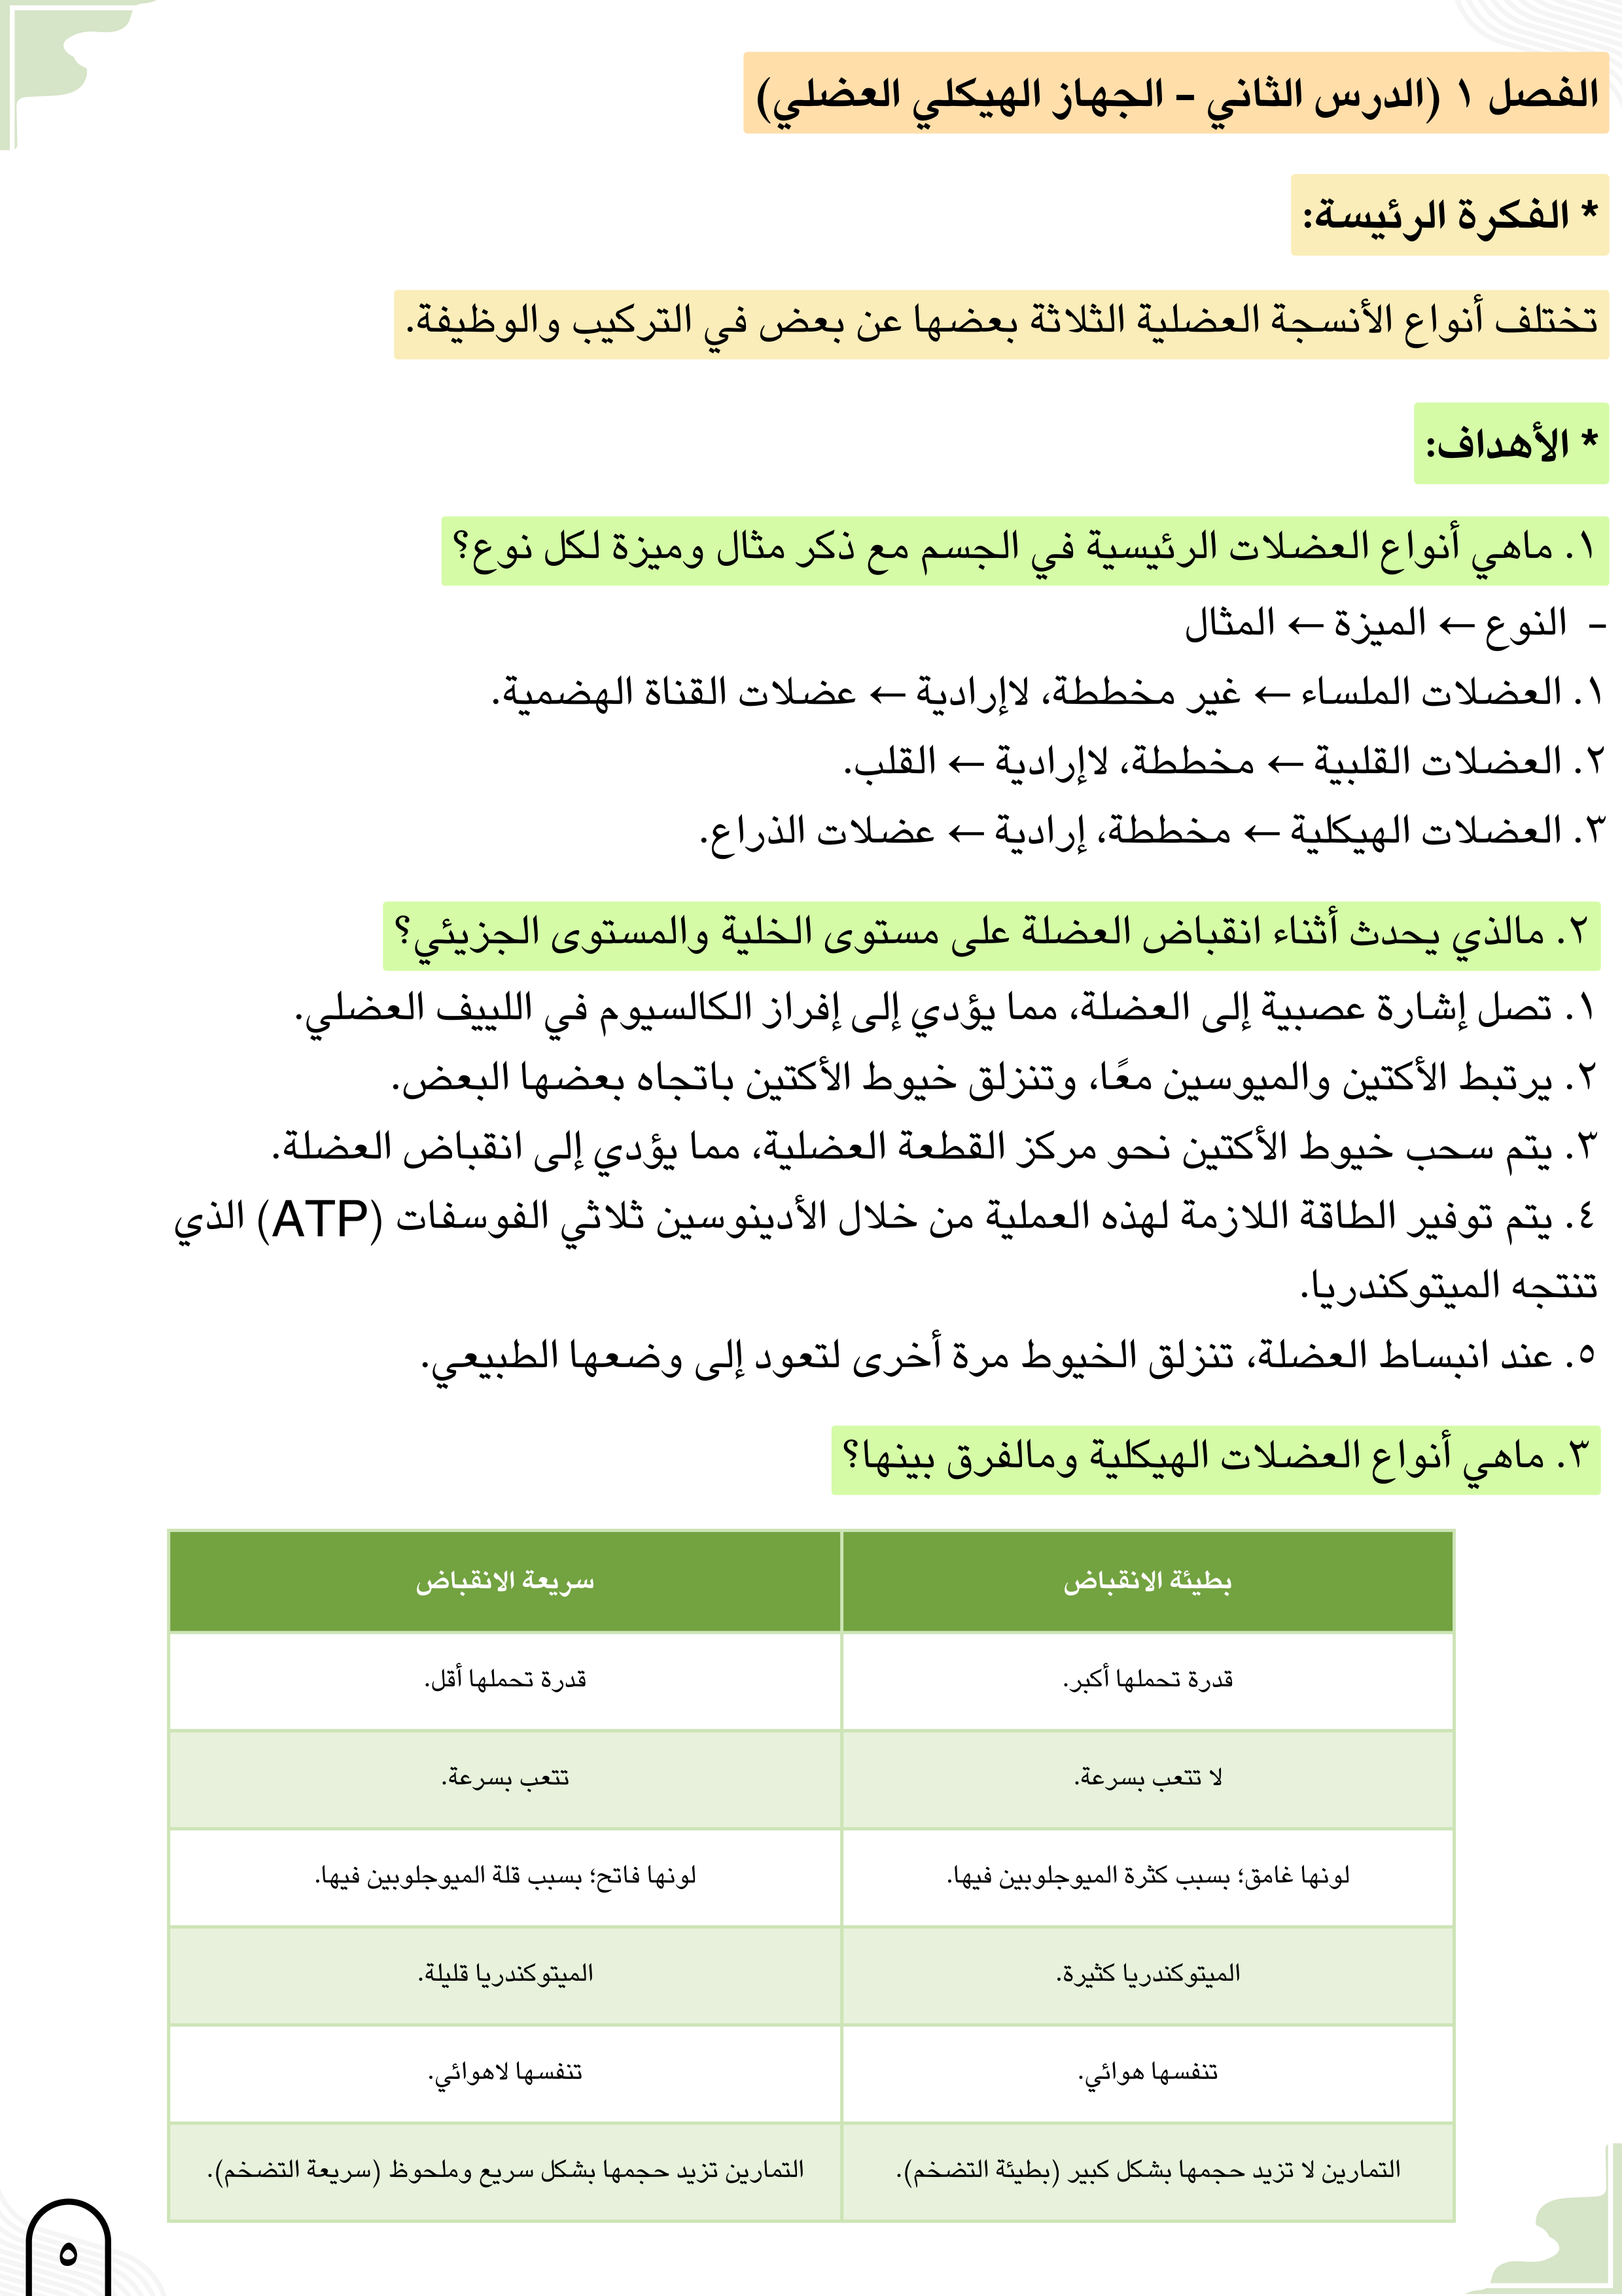 الفصل ١ (الدرس الثاني - الجهاز الهيكلي العضلي)
* الفكرة الرئيسة:
تختلف أنواع الأنسجة العضلية الثلاثة بعضها عن بعض في التركيب والوظيفة.
* الأهداف:
١. ماهي أنواع العضلات الرئيسية في الجسم مع ذكر مثال وميزة لكل نوع؟
- النوع ← الميزة ← المثال
١. العضلات الملساء ← غير مخططة، لاإرادية ← عضلات القناة الهضمية.
٢. العضلات القلبية ← مخططة، لاإرادية ← القلب.
٣. العضلات الهيكلية ← مخططة، إرادية ← عضلات الذراع.
٢. مالذي يحدث أثناء انقباض العضلة على مستوى الخلية والمستوى الجزيئي؟
١. تصل إشارة عصبية إلى العضلة، مما يؤدي إلى إفراز الكالسيوم في اللييف العضلي.
٢. يرتبط الأكتين والميوسين معًا، وتنزلق خيوط الأكتين باتجاه بعضها البعض.
٣. يتم سحب خيوط الأكتين نحو مركز القطعة العضلية، مما يؤدي إلى انقباض العضلة.
٤. يتم توفير الطاقة اللازمة لهذه العملية من خلال الأدينوسين ثلاثي الفوسفات (ATP) الذي
تنتجه الميتوكندريا.
٥. عند انبساط العضلة، تنزلق الخيوط مرة أخرى لتعود إلى وضعها الطبيعي.
٣. ماهي أنواع العضلات الهيكلية ومالفرق بينها؟
بطيئة الانقباض سريعة الانقباض
قدرة تحملها أكبر. قدرة تحملها أقل.
لا تتعب بسرعة. تتعب بسرعة.
لونها غامق؛ بسبب كثرة الميوجلوبين فيها. لونها فاتح؛ بسبب قلة الميوجلوبين فيها.
الميتوكندريا كثيرة. الميتوكندريا قليلة.
تنفسها هوائي. تنفسها لاهوائي.
التمارين لا تزيد حجمها بشكل كبير (بطيئة التضخم). التمارين تزيد حجمها بشكل سريع وملحوظ (سريعة التضخم).
٥